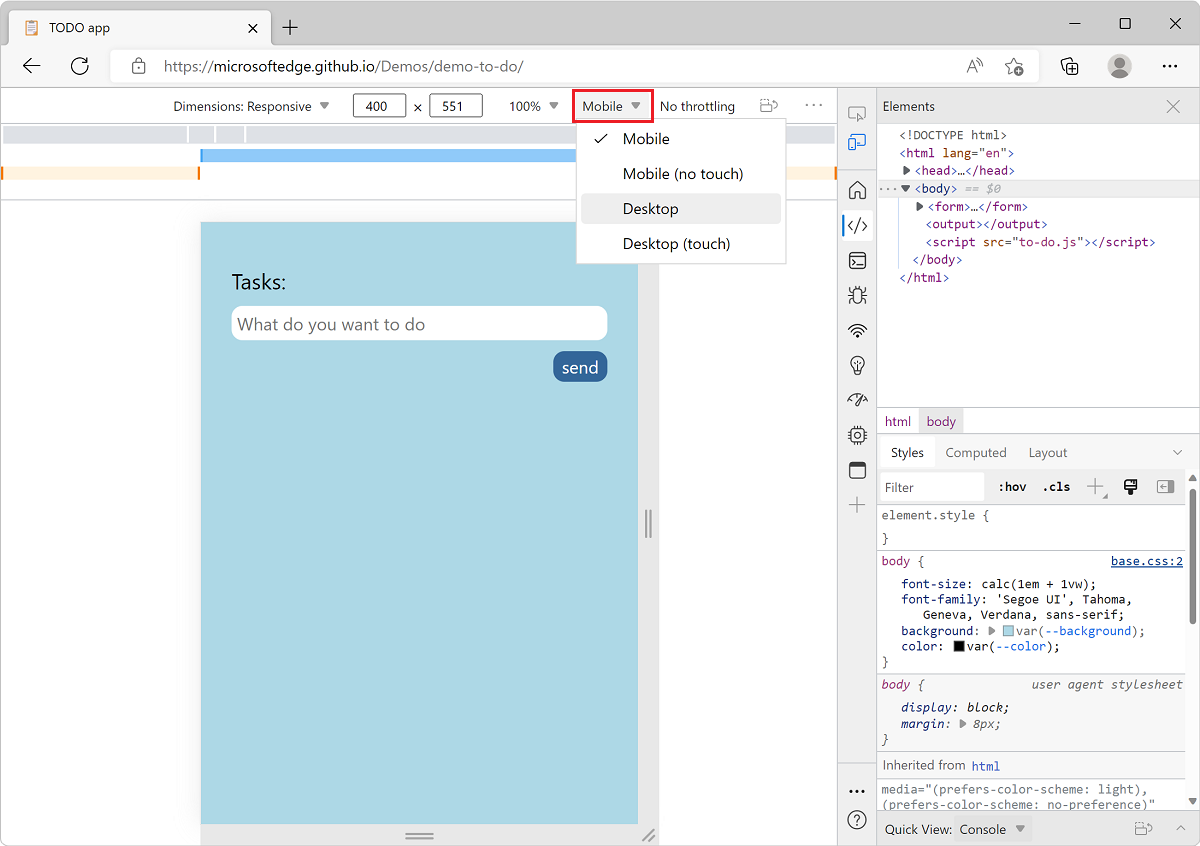 TODO app
https://microsoftedge.github.io/Demos/demo-to-do/
Dimensions: Responsive 400 × 551 100% Mobile No throttling
Mobile
Mobile (no touch)
Desktop
Desktop (touch)
Tasks:
What do you want to do
send
Elements
<!DOCTYPE html>
<html lang="en">
<head>…</head>
<body> == $0
<form>…</form>
<output></output>
<script src="to-do.js"></script>
</body>
</html>
html body
Styles Computed Layout
Filter :hov .cls
element.style {
}
body { base.css:2
font-size: calc(1em + 1vw);
font-family: 'Segoe UI', Tahoma,
Geneva, Verdana, sans-serif;
background: var(--background);
color: var(--color);
}
body { user agent stylesheet
display: block;
margin: 8px;
}
Inherited from html
media="(prefers-color-scheme: light),
(prefers-color-scheme: no-preference)"
Quick View: Console